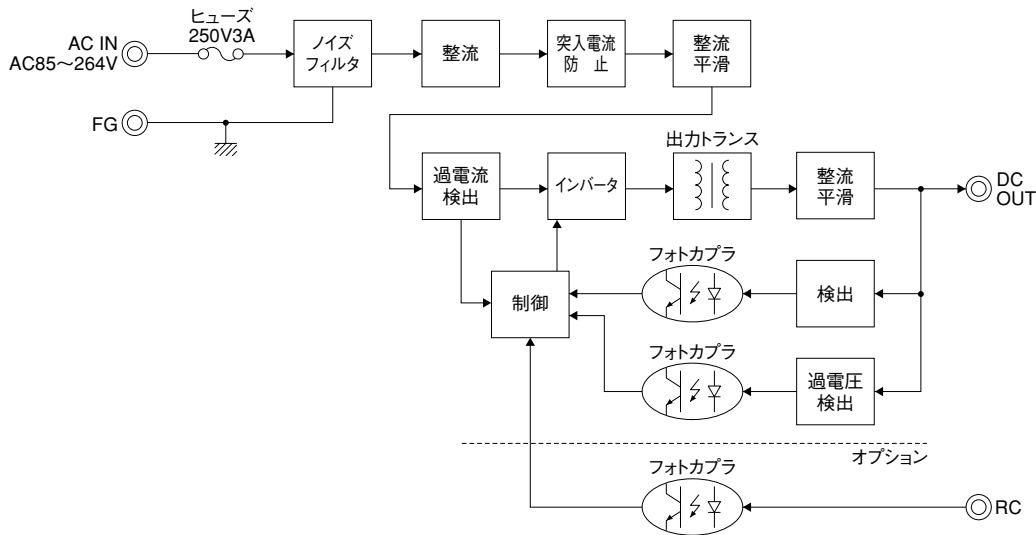 ヒューズ
250V3A
AC IN
AC85～264V
ノイズ
フィルタ
整流
突入電流
防　止
整流
平滑
FG
過電流
検出
インバータ
出力トランス
整流
平滑
DC
OUT
制御
フォトカプラ
検出
フォトカプラ
過電圧
検出
オプション
フォトカプラ
RC